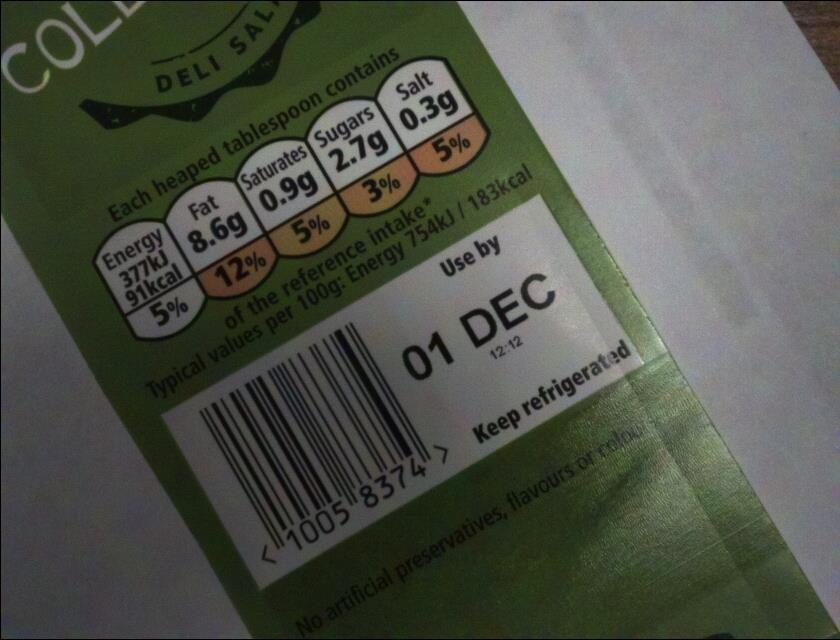 DELI
Each heaped tablespoon contains
Energy
377kJ
91kcal
5%
Fat
8.6g
12%
Saturates
0.9g
5%
Sugars
2.7g
3%
Salt
0.3g
5%
of the reference intake*
Typical values per 100g: Energy 754kJ / 183kcal
Use by
01 DEC
12:12
Keep refrigerated
< 1005 8374 >
No artificial preservatives, flavours or